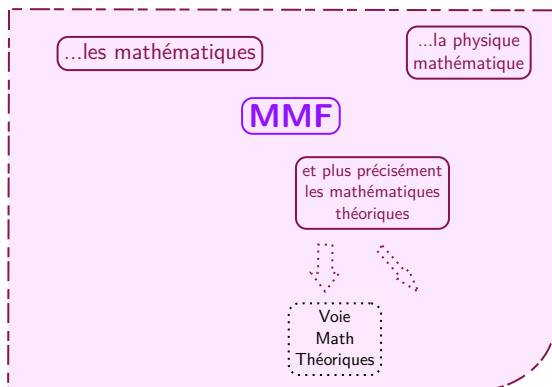 ...les mathématiques
...la physique
mathématique
MMF
et plus précisément
les mathématiques
théoriques
Voie
Math
Théoriques